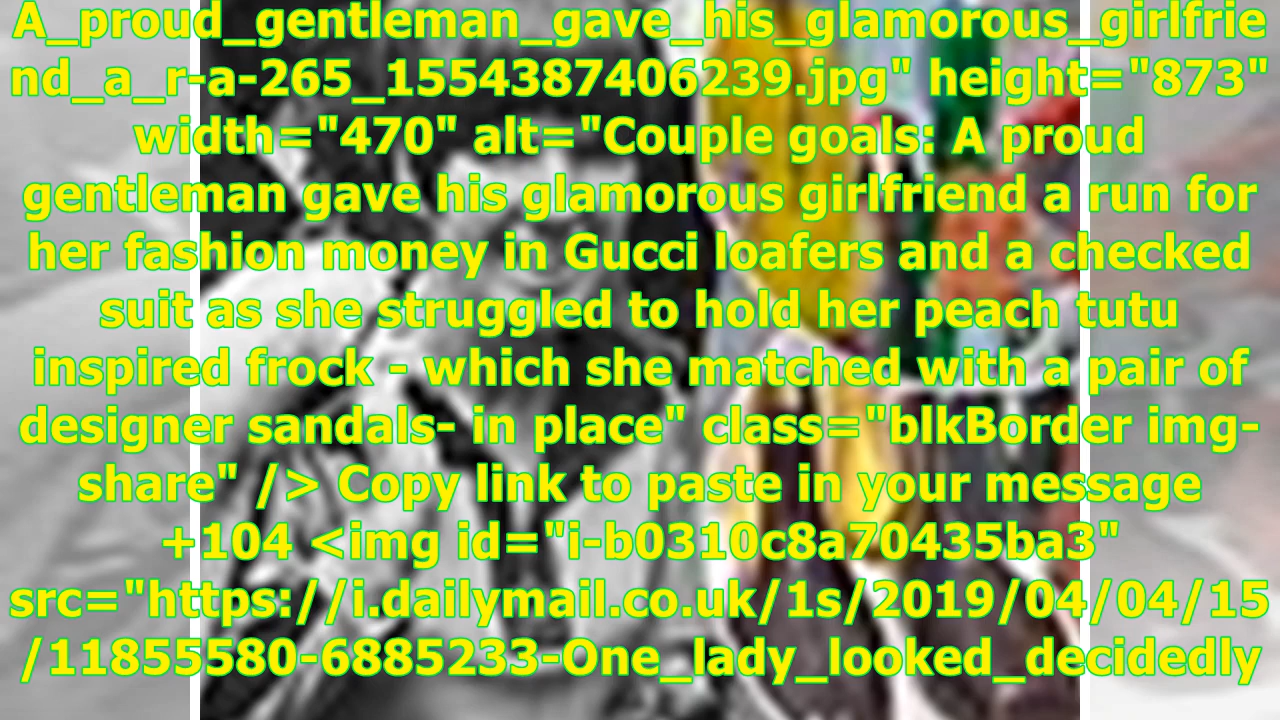 A_proud_gentleman_gave_his_glamorous_girlfrie
nd_a_r-a-265_1554387406239.jpg" height="873"
width="470" alt="Couple goals: A proud
gentleman gave his glamorous girlfriend a run for
her fashion money in Gucci loafers and a checked
suit as she struggled to hold her peach tutu
inspired frock - which she matched with a pair of
designer sandals- in place" class="blkBorder img-
share" /> Copy link to paste in your message
+104 <img id="i-b0310c8a70435ba3"
src="https://i.dailymail.co.uk/1s/2019/04/04/15
/11855580-6885233-One_lady_looked_decidedly